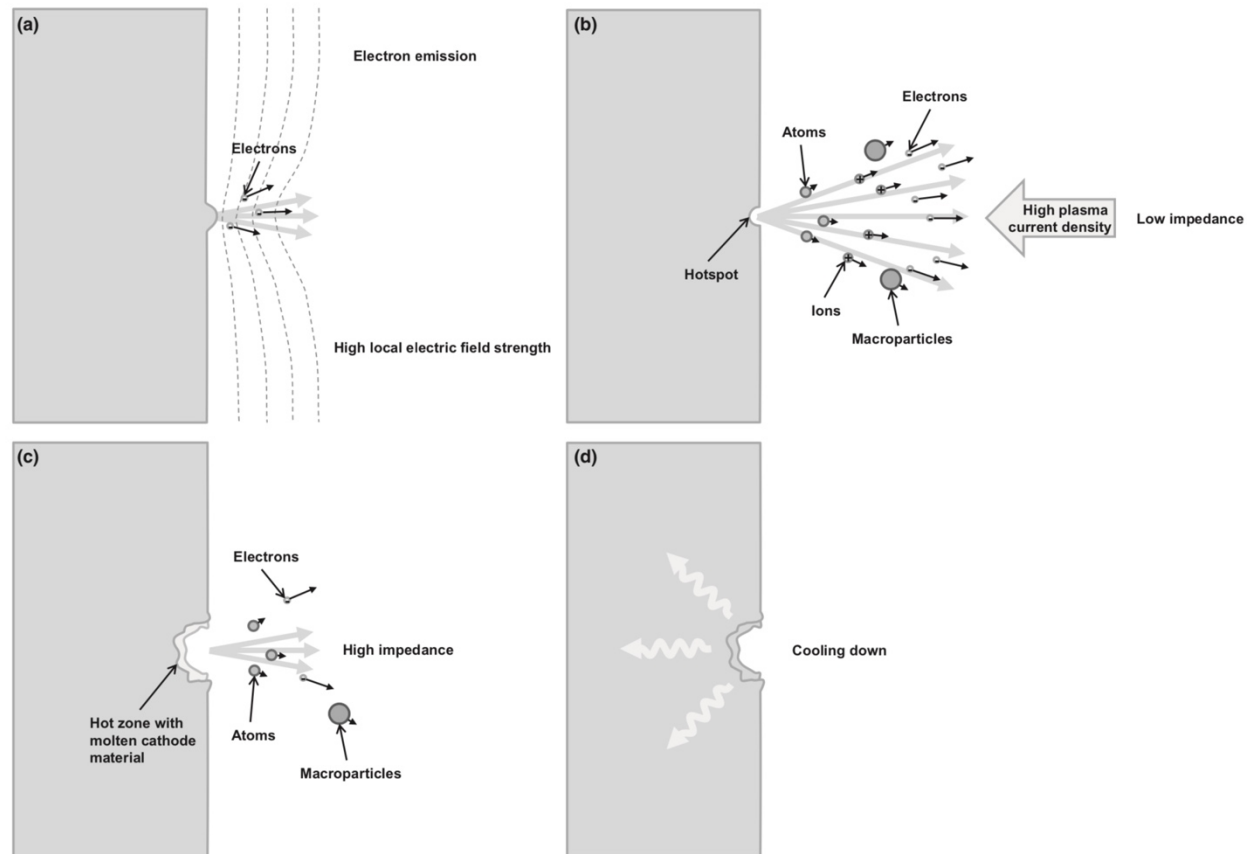 (a)
Electron emission
Electrons
High local electric field strength
(b)
Electrons
Atoms
High plasma
current density
Low impedance
Hotspot
Ions
Macroparticles
(c)
Electrons
High impedance
Hot zone with
molten cathode
material
Atoms
Macroparticles
(d)
Cooling down